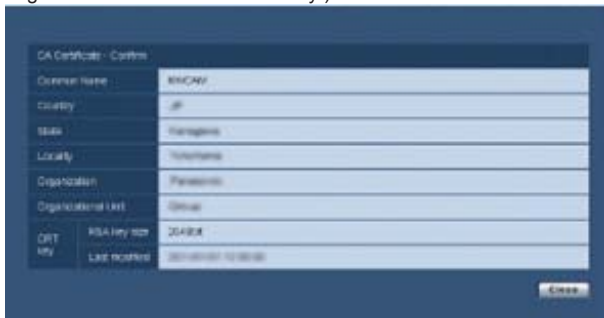 CA Certificate - Confirm
Common Name
Country JP
State Kanagawa
Locality Yokohama
Organization Panasonic
Organizational Unit Group
CRT key RSA key size 2048bit
Last modified
Close